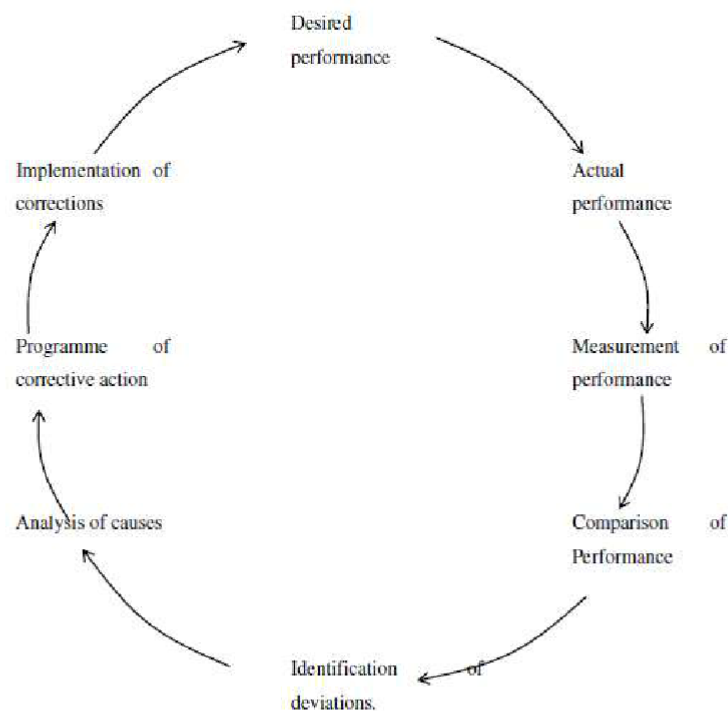 Desired
performance
Actual
performance
Measurement of
performance
Comparison of
Performance
Identification of
deviations.
Analysis of causes
Programme of
corrective action
Implementation of
corrections